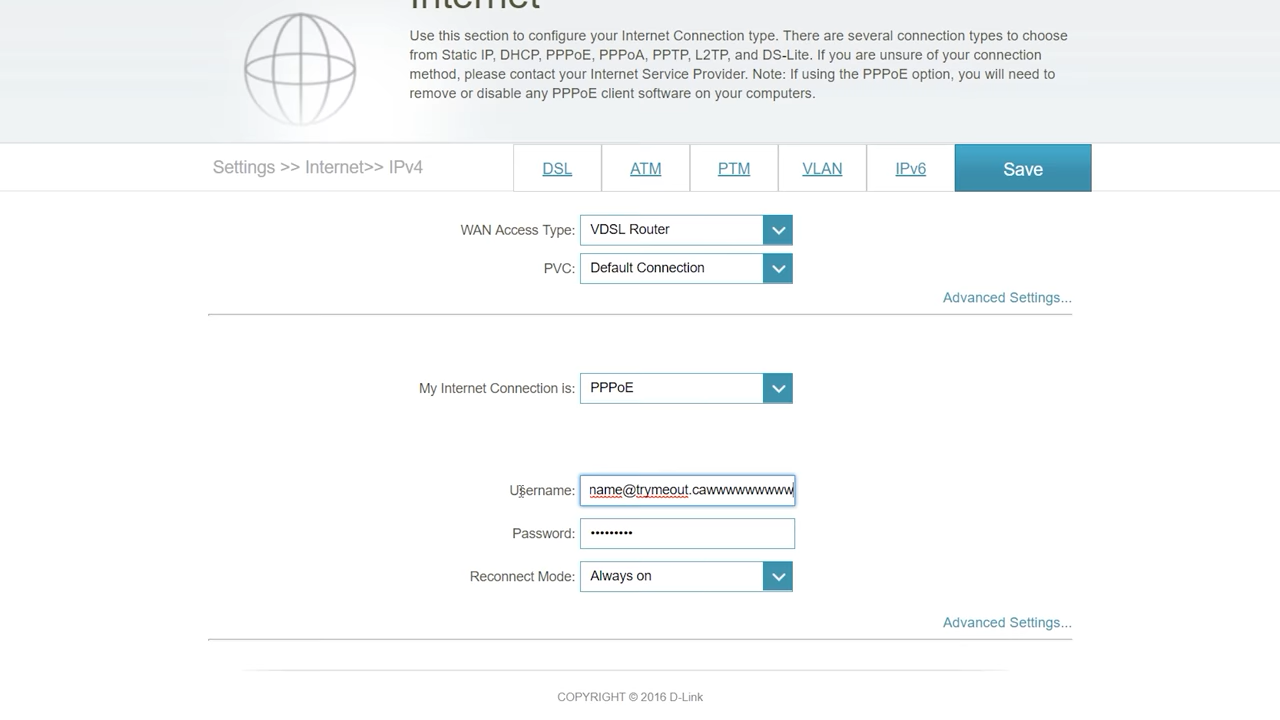 Internet
Use this section to configure your Internet Connection type. There are several connection types to choose
from Static IP, DHCP, PPPoE, PPPoA, PPTP, L2TP, and DS-Lite. If you are unsure of your connection
method, please contact your Internet Service Provider. Note: If using the PPPoE option, you will need to
remove or disable any PPPoE client software on your computers.
Settings >> Internet>> IPv4 DSL ATM PTM VLAN IPv6 Save
WAN Access Type: VDSL Router
PVC: Default Connection
Advanced Settings...
My Internet Connection is: PPPoE
Username: name@trymeout.cawwwwwwwww
Password: •••••••••
Reconnect Mode: Always on
Advanced Settings...
COPYRIGHT © 2016 D-Link